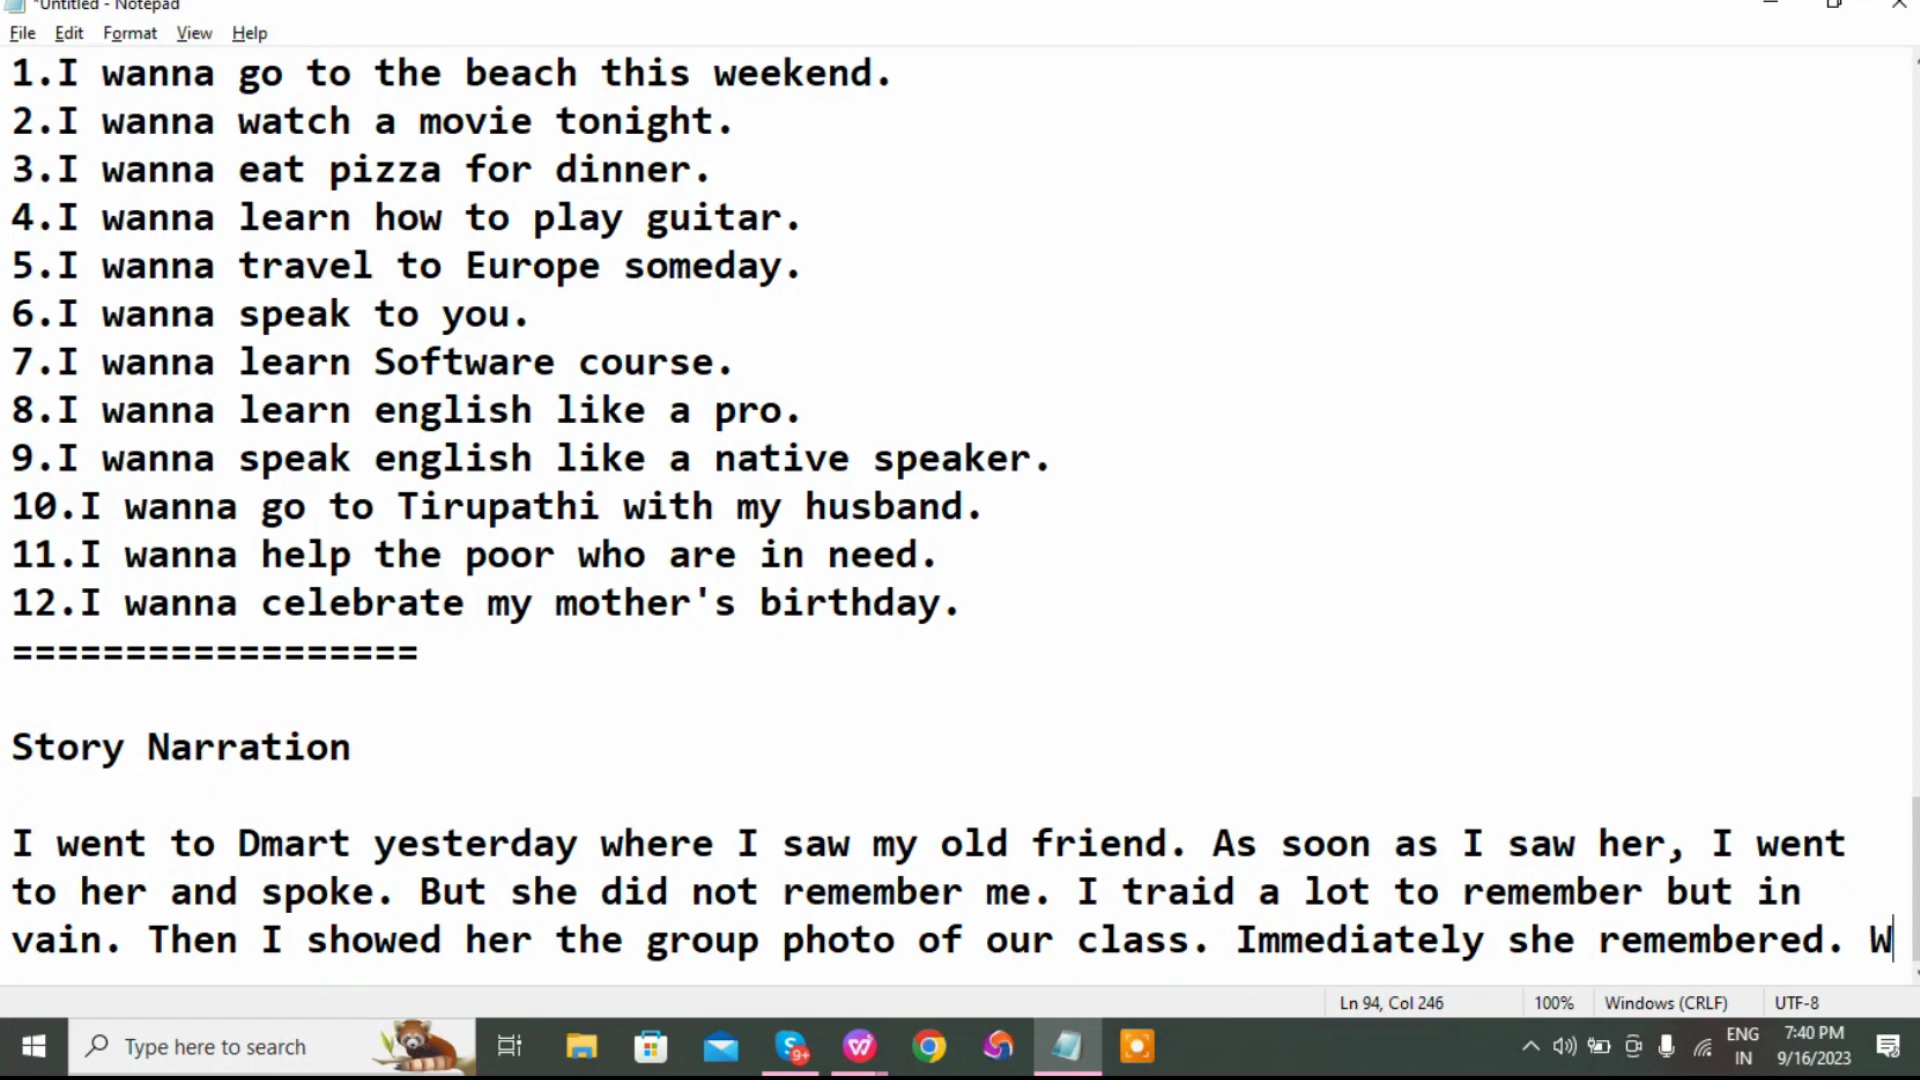 *Untitled - Notepad
File Edit Format View Help
1.I wanna go to the beach this weekend.
2.I wanna watch a movie tonight.
3.I wanna eat pizza for dinner.
4.I wanna learn how to play guitar.
5.I wanna travel to Europe someday.
6.I wanna speak to you.
7.I wanna learn Software course.
8.I wanna learn english like a pro.
9.I wanna speak english like a native speaker.
10.I wanna go to Tirupathi with my husband.
11.I wanna help the poor who are in need.
12.I wanna celebrate my mother's birthday.
==================
Story Narration
I went to Dmart yesterday where I saw my old friend. As soon as I saw her, I went
to her and spoke. But she did not remember me. I traid a lot to remember but in
vain. Then I showed her the group photo of our class. Immediately she remembered. W
Ln 94, Col 246 100% Windows (CRLF) UTF-8
Type here to search
9+
ENG
IN
7:40 PM
9/16/2023